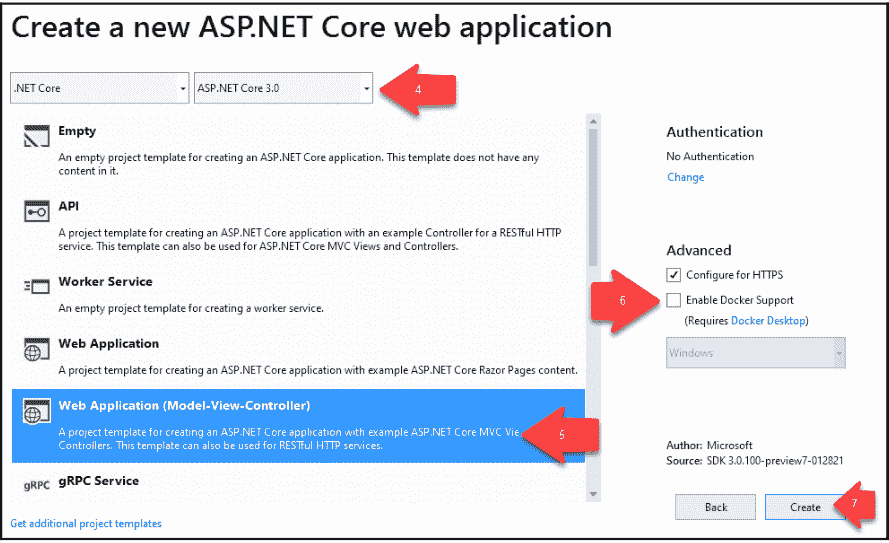 Create a new ASP.NET Core web application
.NET Core
ASP.NET Core 3.0
4
Empty
An empty project template for creating an ASP.NET Core application. This template does not have any
content in it.
API
A project template for creating an ASP.NET Core application with an example Controller for a RESTful HTTP
service. This template can also be used for ASP.NET Core MVC Views and Controllers.
Worker Service
An empty project template for creating a worker service.
Web Application
A project template for creating an ASP.NET Core application with example ASP.NET Core Razor Pages content.
Web Application (Model-View-Controller)
A project template for creating an ASP.NET Core application with example ASP.NET Core MVC Vie
Controllers. This template can also be used for RESTful HTTP services.
5
gRPC
gRPC Service
Get additional project templates
Authentication
No Authentication
Change
Advanced
Configure for HTTPS
6
Enable Docker Support
(Requires Docker Desktop)
Windows
Author: Microsoft
Source: SDK 3.0.100-preview7-012821
Back
Create
7